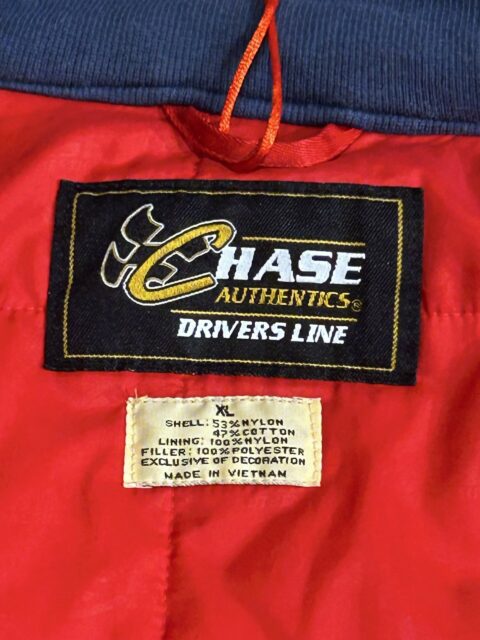 CHASE
AUTHENTICS®
DRIVERS LINE
XL
SHELL: 53% NYLON
47% COTTON
LINING: 100% NYLON
FILLER: 100% POLYESTER
EXCLUSIVE OF DECORATION
MADE IN VIETNAM